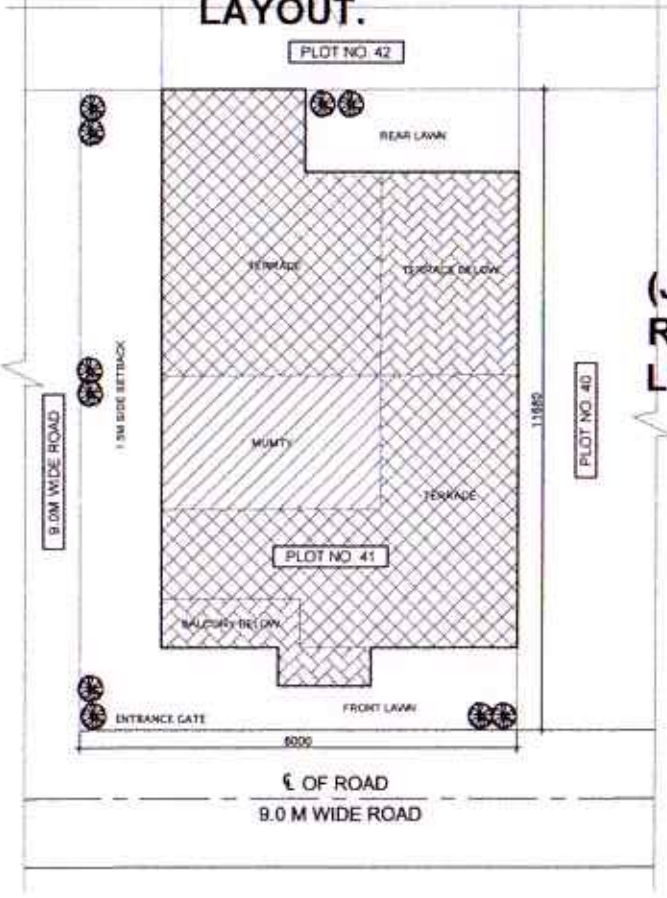 LAYOUT.
PLOT NO. 42
REAR LAWN
TERRACE
TERRACE BELOW
1.5M SIDE SETBACK
11680
PLOT NO. 40
9.0M WIDE ROAD
MUMTY
TERRACE
PLOT NO. 41
BALCONY BELOW
ENTRANCE GATE
FRONT LAWN
6000
℄ OF ROAD
9.0 M WIDE ROAD